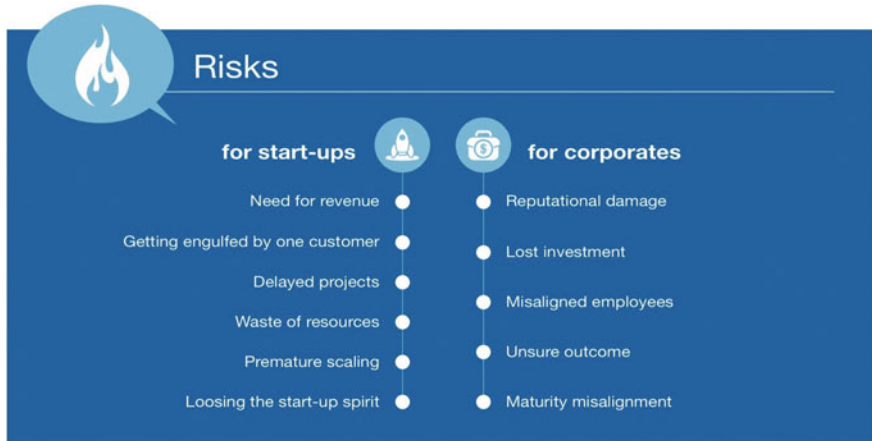 Risks
for start-ups
Need for revenue
Getting engulfed by one customer
Delayed projects
Waste of resources
Premature scaling
Loosing the start-up spirit
$
for corporates
Reputational damage
Lost investment
Misaligned employees
Unsure outcome
Maturity misalignment